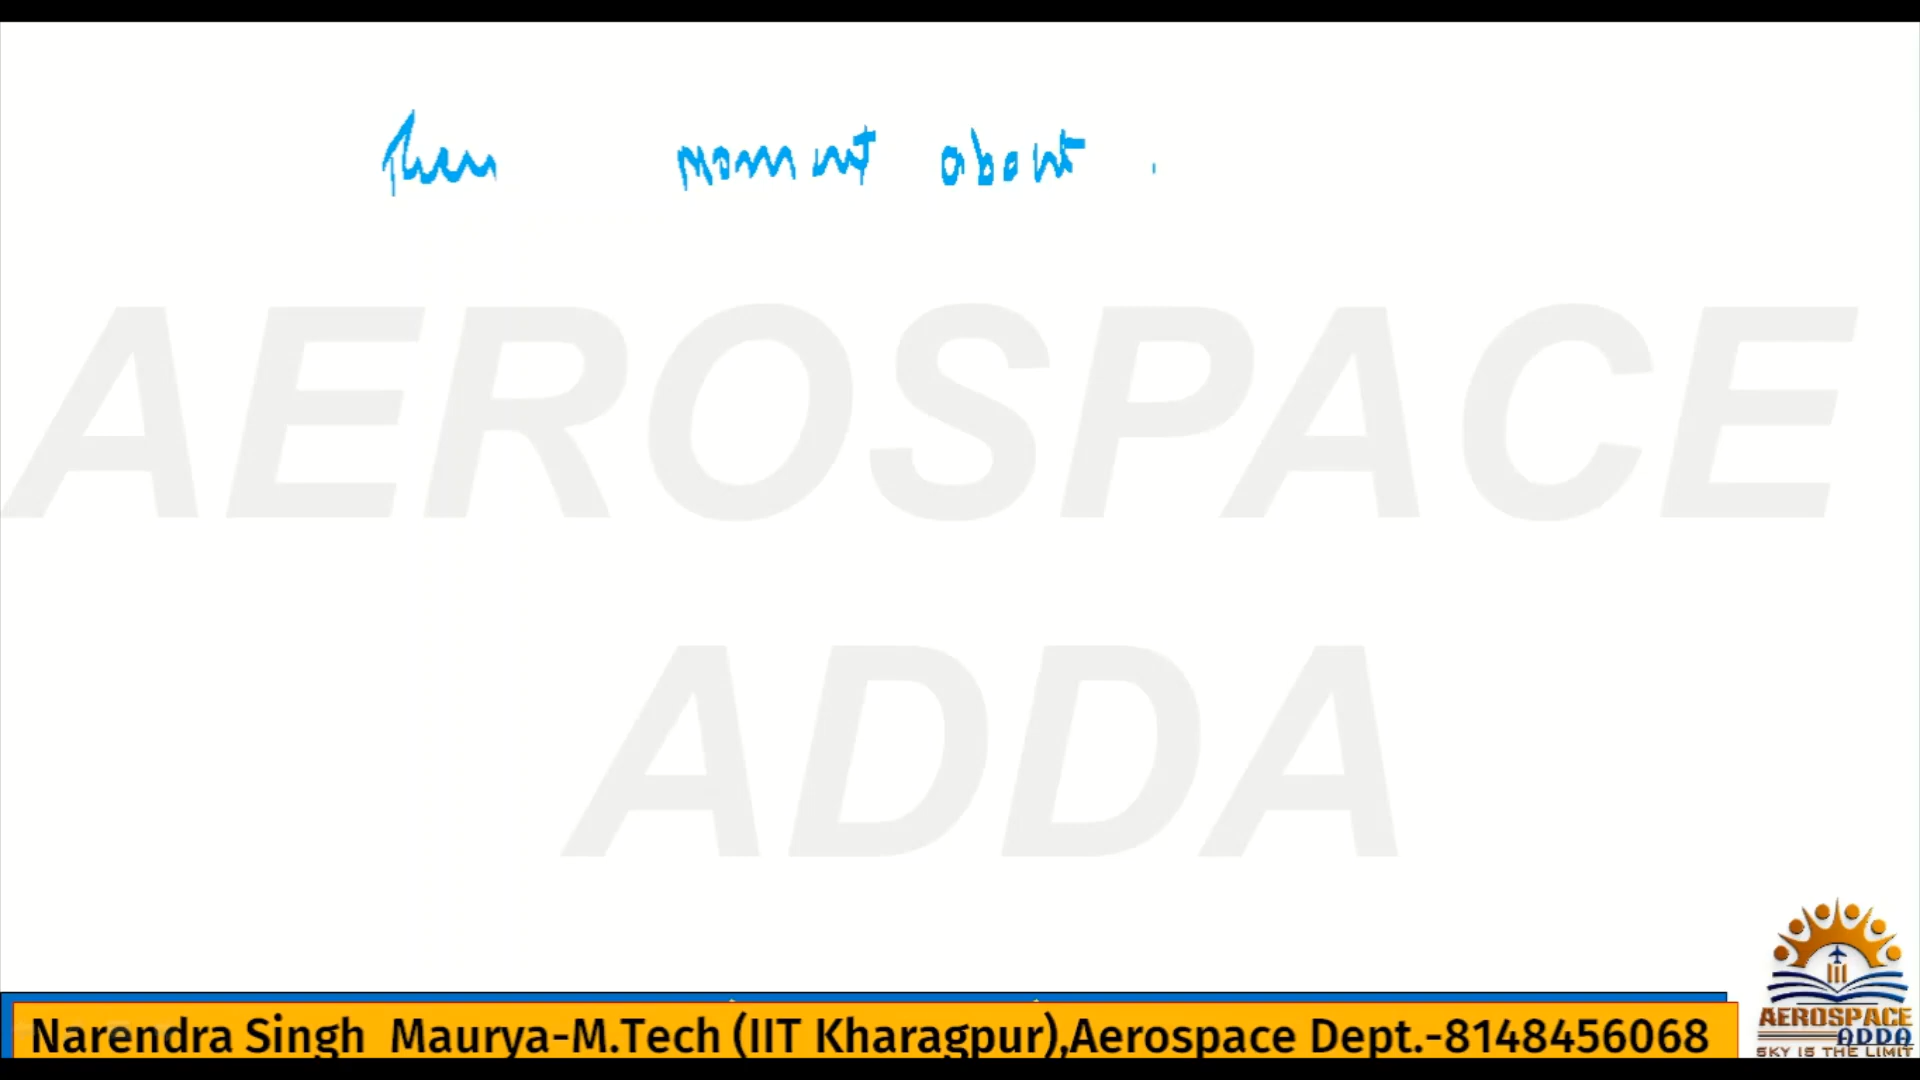 Then moment about
AEROSPACE
ADDA
Narendra Singh Maurya-M.Tech (IIT Kharagpur),Aerospace Dept.-8148456068
AEROSPACE
ADDA
SKY IS THE LIMIT